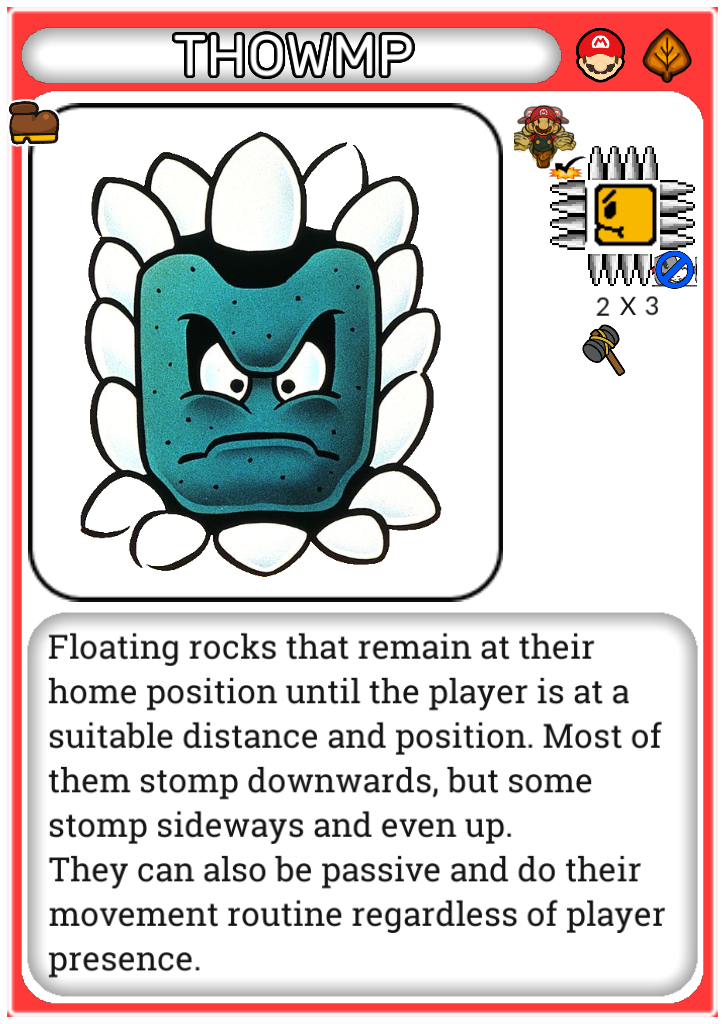 THOWMP
2 X 3
Floating rocks that remain at their
home position until the player is at a
suitable distance and position. Most of
them stomp downwards, but some
stomp sideways and even up.
They can also be passive and do their
movement routine regardless of player
presence.